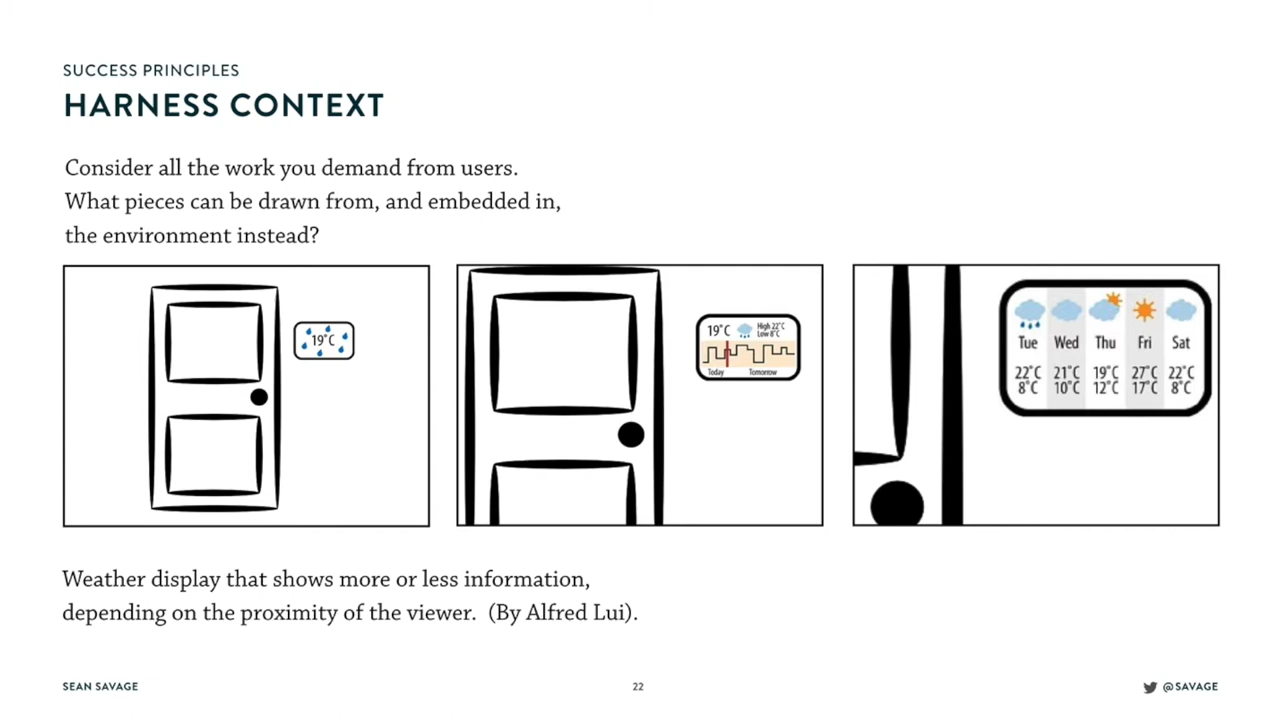 SUCCESS PRINCIPLES
HARNESS CONTEXT
Consider all the work you demand from users.
What pieces can be drawn from, and embedded in,
the environment instead?
19°C
19°C High 22°C
Low 8°C
Today Tomorrow
Tue Wed Thu Fri Sat
22°C 21°C 19°C 27°C 22°C
8°C 10°C 12°C 17°C 8°C
Weather display that shows more or less information,
depending on the proximity of the viewer. (By Alfred Lui).
SEAN SAVAGE 22 @SAVAGE